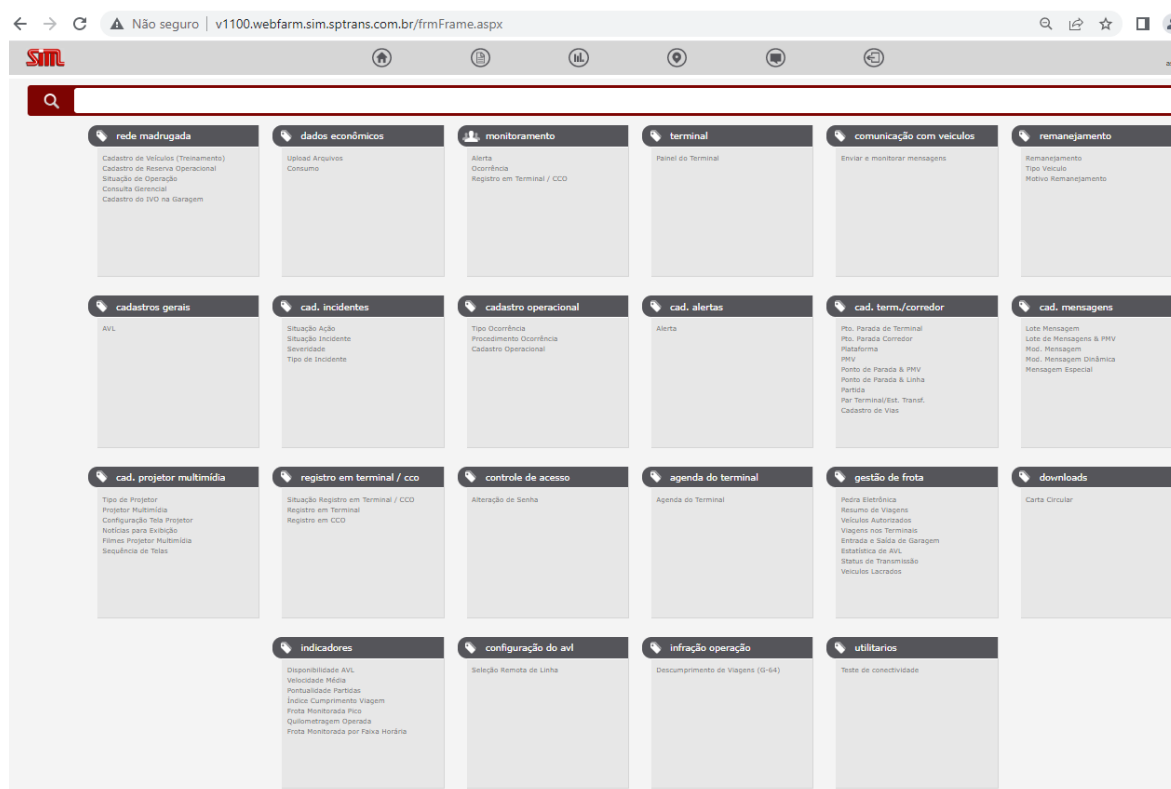 Não seguro | v1100.webfarm.sim.sptrans.com.br/frmFrame.aspx
SIM
rede madrugada
Cadastro de Veículos (Treinamento)
Cadastro de Reserva Operacional
Situação de Operação
Consulta Gerencial
Cadastro do IVO na Garagem
dados econômicos
Upload Arquivos
Consumo
monitoramento
Alerta
Ocorrência
Registro em Terminal / CCO
terminal
Painel do Terminal
comunicação com veiculos
Enviar e monitorar mensagens
remanejamento
Remanejamento
Tipo Veiculo
Motivo Remanejamento
cadastros gerais
AVL
cad. incidentes
Situação Ação
Situação Incidente
Severidade
Tipo de Incidente
cadastro operacional
Tipo Ocorrência
Procedimento Ocorrência
Cadastro Operacional
cad. alertas
Alerta
cad. term./corredor
Pto. Parada de Terminal
Pto. Parada Corredor
Plataforma
PMV
Ponto de Parada & PMV
Ponto de Parada & Linha
Partida
Par Terminal/Est. Transf.
Cadastro de Vias
cad. mensagens
Lote Mensagem
Lote de Mensagens & PMV
Mod. Mensagem
Mod. Mensagem Dinâmica
Mensagem Especial
cad. projetor multimídia
Tipo de Projetor
Projetor Multimídia
Configuração Tela Projetor
Notícias para Exibição
Filmes Projetor Multimídia
Sequência de Telas
registro em terminal / cco
Situação Registro em Terminal / CCO
Registro em Terminal
Registro em CCO
controle de acesso
Alteração de Senha
agenda do terminal
Agenda do Terminal
gestão de frota
Pedra Eletrônica
Resumo de Viagens
Veículos Autorizados
Viagens nos Terminais
Entrada e Saída de Garagem
Estatística de AVL
Status de Transmissão
Veiculos Lacrados
downloads
Carta Circular
indicadores
Disponibilidade AVL
Velocidade Média
Pontualidade Partidas
Índice Cumprimento Viagem
Frota Monitorada Pico
Quilometragem Operada
Frota Monitorada por Faixa Horária
configuração do avl
Seleção Remota de Linha
infração operação
Descumprimento de Viagens (G-64)
utilitarios
Teste de conectividade